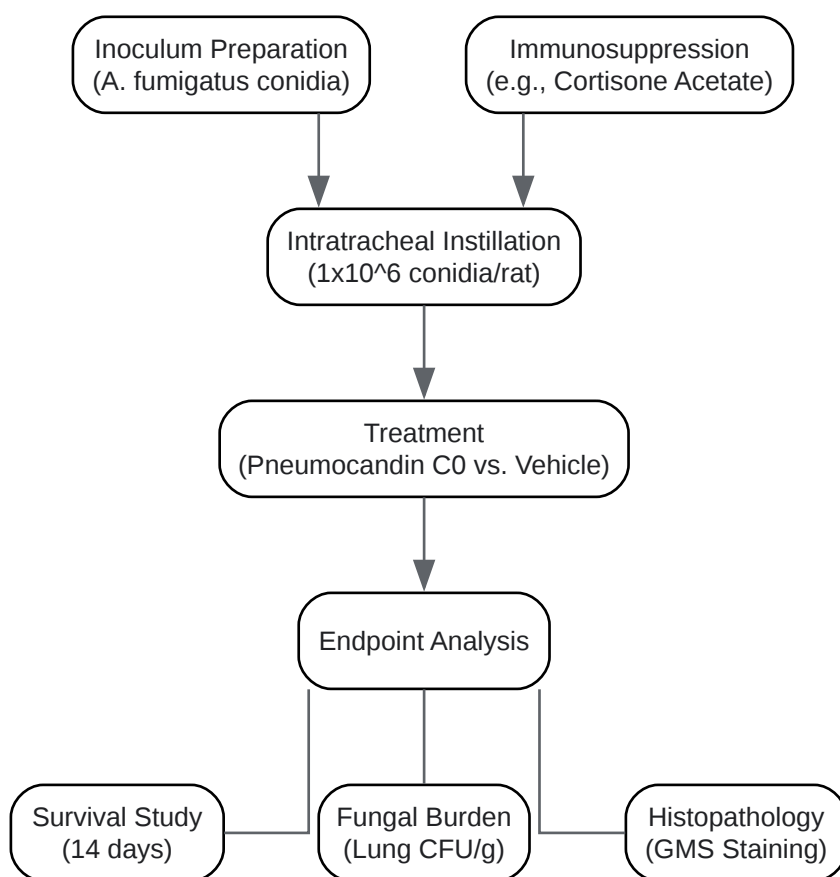 Inoculum Preparation
(A. fumigatus conidia)
Immunosuppression
(e.g., Cortisone Acetate)
Intratracheal Instillation
(1x10^6 conidia/rat)
Treatment
(Pneumocandin C0 vs. Vehicle)
Endpoint Analysis
Survival Study
(14 days)
Fungal Burden
(Lung CFU/g)
Histopathology
(GMS Staining)